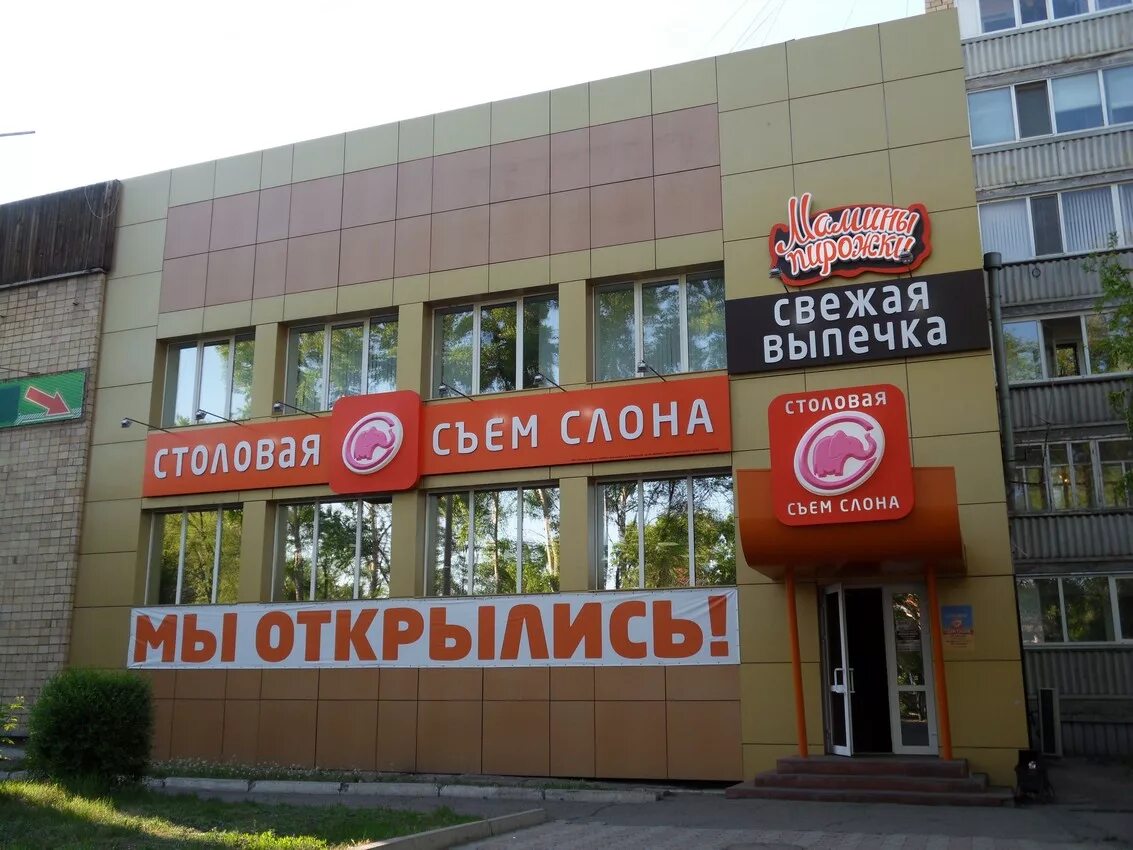 Мамины
пирожки
СВЕЖАЯ
ВЫПЕЧКА
СТОЛОВАЯ СЪЕМ СЛОНА
СТОЛОВАЯ
СЪЕМ СЛОНА
МЫ ОТКРЫЛИСЬ!